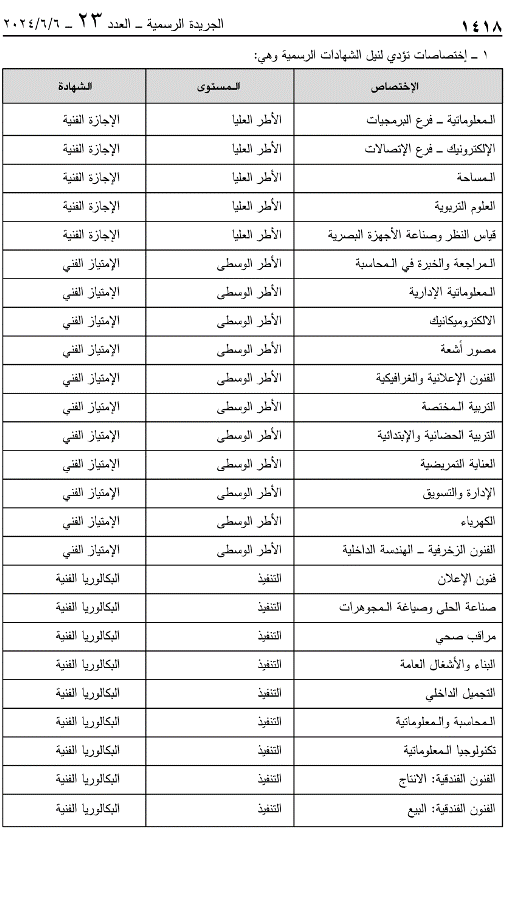 ١٤١٨ الجريدة الرسمية ــ العدد ٢٣ ــ ٢٠٢٤/٦/٦
١ ــ إختصاصات تؤدي لنيل الشهادات الرسمية وهي:
الإختصاص المستوى الشهادة
المعلوماتية ــ فرع البرمجيات الأطر العليا الإجازة الفنية
الإلكترونيك ــ فرع الإتصالات الأطر العليا الإجازة الفنية
المساحة الأطر العليا الإجازة الفنية
العلوم التربوية الأطر العليا الإجازة الفنية
قياس النظر وصناعة الأجهزة البصرية الأطر العليا الإجازة الفنية
المراجعة والخبرة في المحاسبة الأطر الوسطى الإمتياز الفني
المعلوماتية الإدارية الأطر الوسطى الإمتياز الفني
الالكتروميكانيك الأطر الوسطى الإمتياز الفني
مصور أشعة الأطر الوسطى الإمتياز الفني
الفنون الإعلانية والغرافيكية الأطر الوسطى الإمتياز الفني
التربية المختصة الأطر الوسطى الإمتياز الفني
التربية الحضانية والإبتدائية الأطر الوسطى الإمتياز الفني
العناية التمريضية الأطر الوسطى الإمتياز الفني
الإدارة والتسويق الأطر الوسطى الإمتياز الفني
الكهرباء الأطر الوسطى الإمتياز الفني
الفنون الزخرفية ــ الهندسة الداخلية الأطر الوسطى الإمتياز الفني
فنون الإعلان التنفيذ البكالوريا الفنية
صناعة الحلى وصياغة المجوهرات التنفيذ البكالوريا الفنية
مراقب صحي التنفيذ البكالوريا الفنية
البناء والأشغال العامة التنفيذ البكالوريا الفنية
التجميل الداخلي التنفيذ البكالوريا الفنية
المحاسبة والمعلوماتية التنفيذ البكالوريا الفنية
تكنولوجيا المعلوماتية التنفيذ البكالوريا الفنية
الفنون الفندقية: الانتاج التنفيذ البكالوريا الفنية
الفنون الفندقية: البيع التنفيذ البكالوريا الفنية